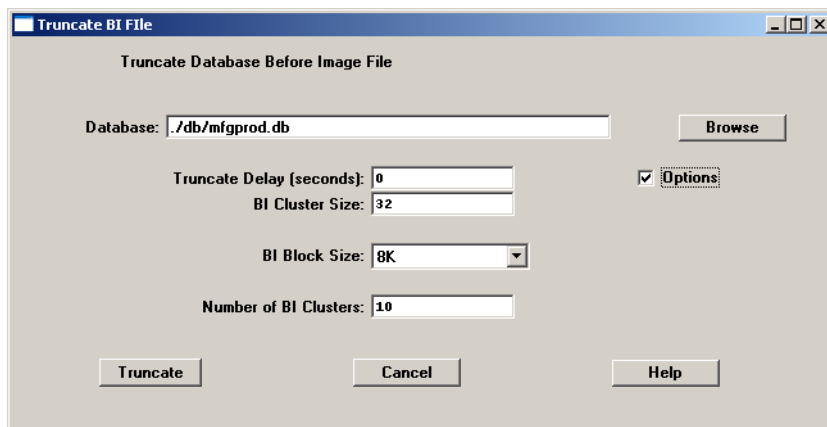 Truncate BI FIle
Truncate Database Before Image File
Database: ./db/mfgprod.db Browse
Truncate Delay (seconds): 0 Options
BI Cluster Size: 32
BI Block Size: 8K
Number of BI Clusters: 10
Truncate Cancel Help